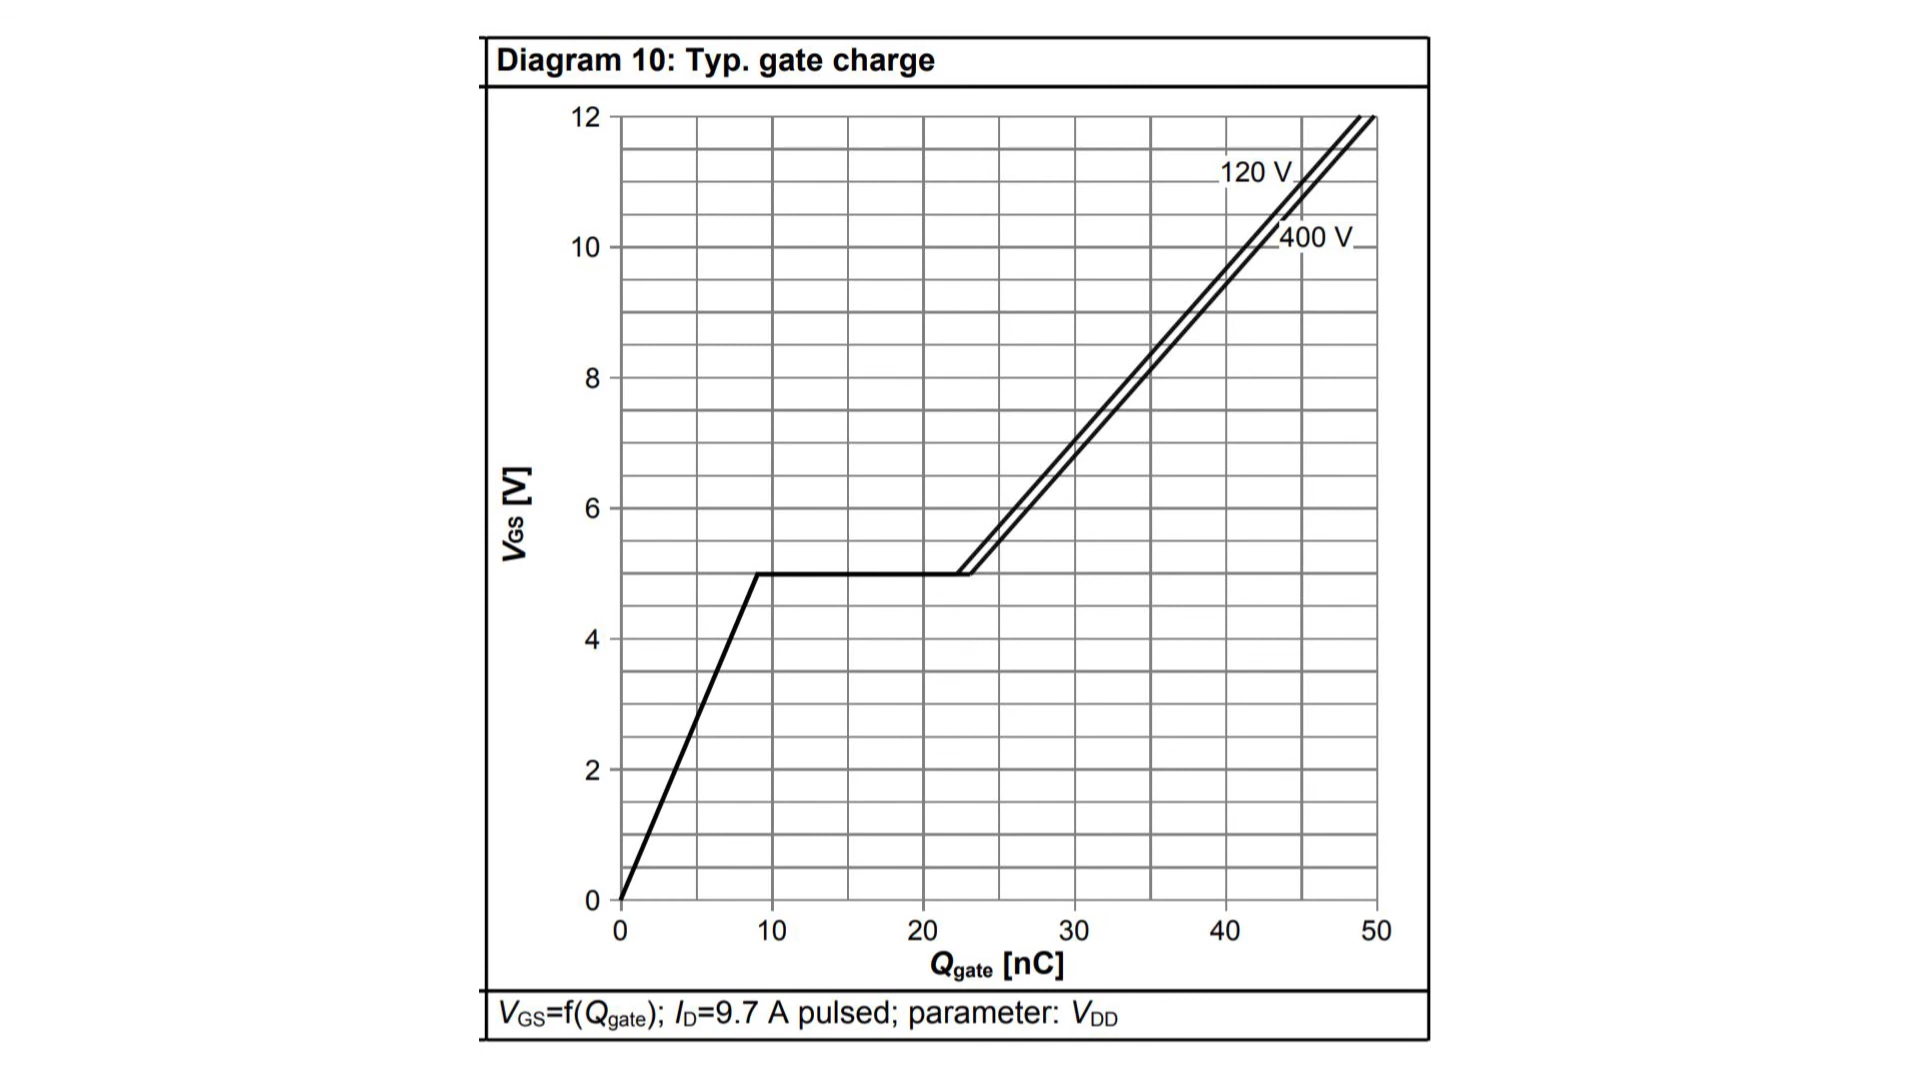 Diagram 10: Typ. gate charge
12
120 V
400 V
10
8
6
4
2
0
VGS [V]
0 10 20 30 40 50
Qgate [nC]
VGS=f(Qgate); ID=9.7 A pulsed; parameter: VDD